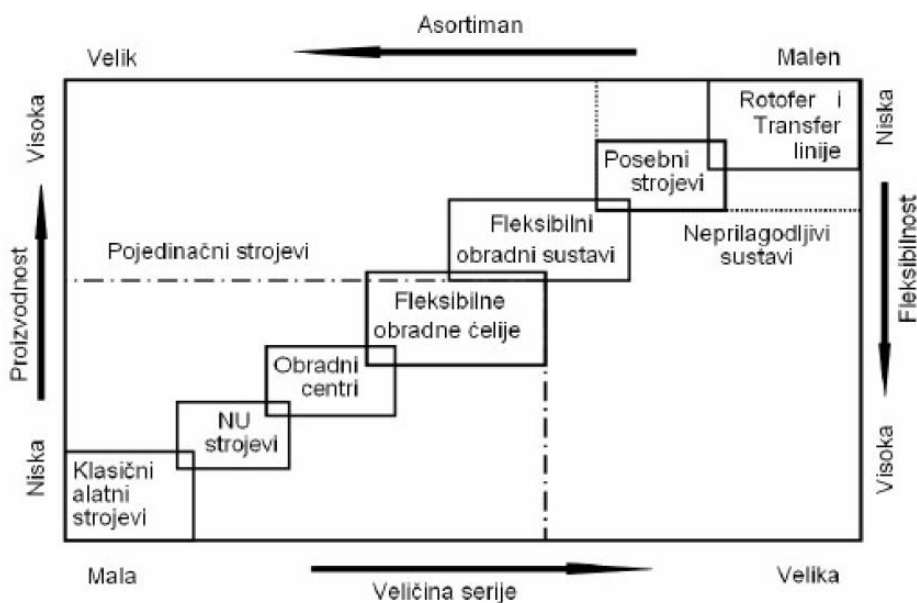 Asortiman
Velik
Malen
Visoka
Proizvodnost
Niska
Rotofer i
Transfer
linije
Posebni
strojevi
Fleksibilni
obradni sustavi
Neprilagodljivi
sustavi
Pojedinačni strojevi
Fleksibilne
obradne ćelije
Obradni
centri
NU
strojevi
Klasični
alatni
strojevi
Niska
Fleksibilnost
Visoka
Mala
Veličina serije
Velika